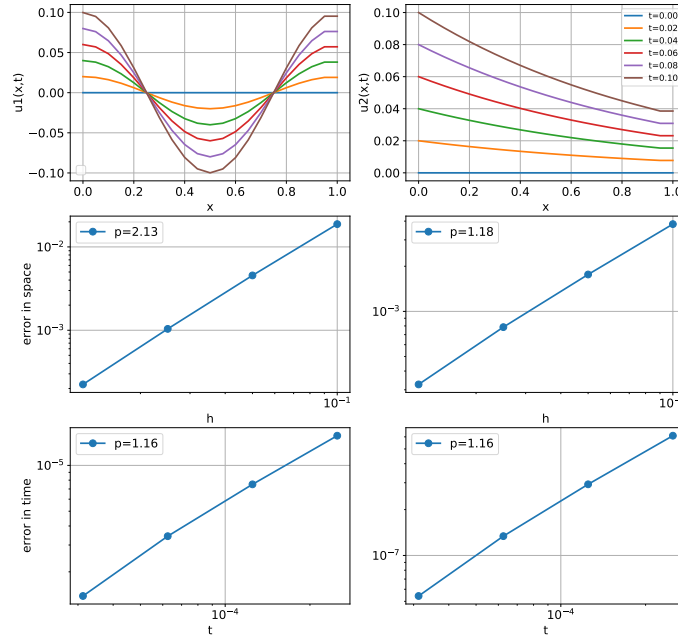 u1(x,t)
0.10
0.05
0.00
−0.05
−0.10
0.0 0.2 0.4 0.6 0.8 1.0
x
u2(x,t)
0.10
0.08
0.06
0.04
0.02
0.00
0.0 0.2 0.4 0.6 0.8 1.0
x
t=0.00
t=0.02
t=0.04
t=0.06
t=0.08
t=0.10
error in space
10⁻²
10⁻³
p=2.13
10⁻¹
h
10⁻³
p=1.18
10⁻¹
h
error in time
10⁻⁵
p=1.16
10⁻⁴
t
10⁻⁷
p=1.16
10⁻⁴
t